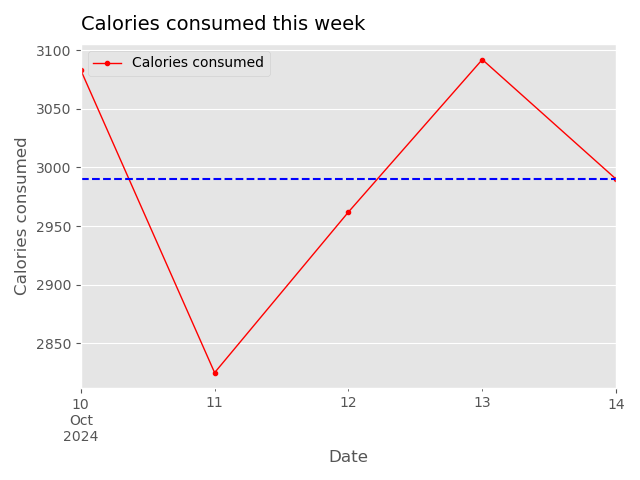 Calories consumed this week
Calories consumed
3100
3050
3000
2950
2900
2850
Calories consumed
10
Oct
2024
11
12
13
14
Date